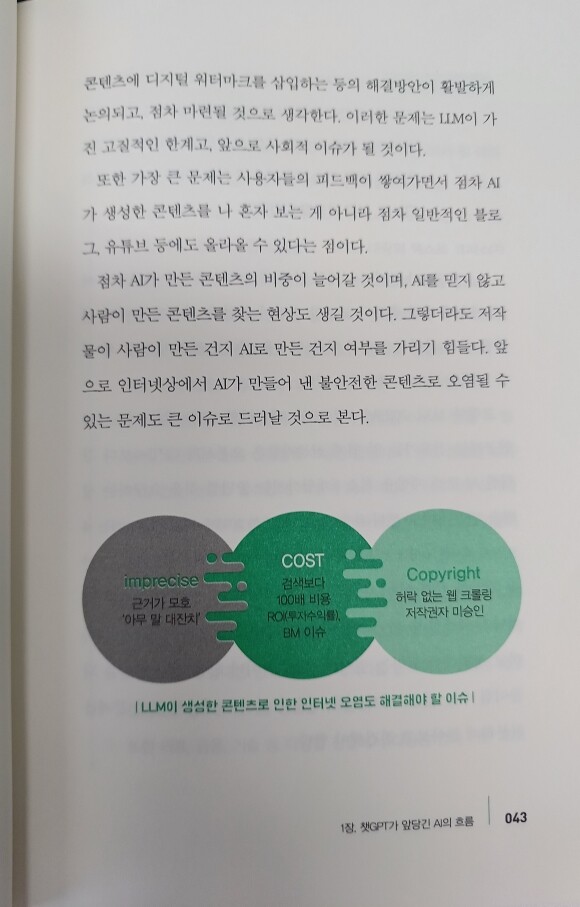 콘텐츠에 디지털 워터마크를 삽입하는 등의 해결방안이 활발하게
논의되고, 점차 마련될 것으로 생각한다. 이러한 문제는 LLM이 가
진 고질적인 한계고, 앞으로 사회적 이슈가 될 것이다.
또한 가장 큰 문제는 사용자들의 피드백이 쌓여가면서 점차 AI
가 생성한 콘텐츠를 나 혼자 보는 게 아니라 점차 일반적인 블로
그, 유튜브 등에도 올라올 수 있다는 점이다.
점차 AI가 만든 콘텐츠의 비중이 늘어갈 것이며, AI를 믿지 않고
사람이 만든 콘텐츠를 찾는 현상도 생길 것이다. 그렇더라도 저작
물이 사람이 만든 건지 AI로 만든 건지 여부를 가리기 힘들다. 앞
으로 인터넷상에서 AI가 만들어 낸 불안전한 콘텐츠로 오염될 수
있는 문제도 큰 이슈로 드러날 것으로 본다.
imprecise
근거가 모호
'아무 말 대잔치'
COST
검색보다
100배 비용
ROI(투자수익률),
BM 이슈
Copyright
허락 없는 웹 크롤링
저작권자 미승인
| LLM이 생성한 콘텐츠로 인한 인터넷 오염도 해결해야 할 이슈 |
1장. 챗GPT가 앞당긴 AI의 흐름
043